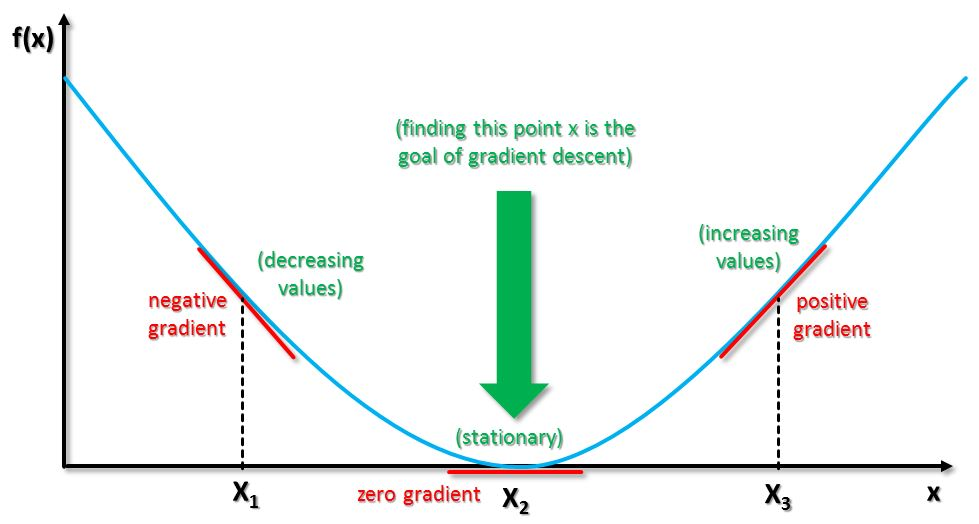 f(x)
(finding this point x is the
goal of gradient descent)
(increasing
values)
(decreasing
values)
negative
gradient
positive
gradient
(stationary)
zero gradient
X₁
X₂
X₃
x